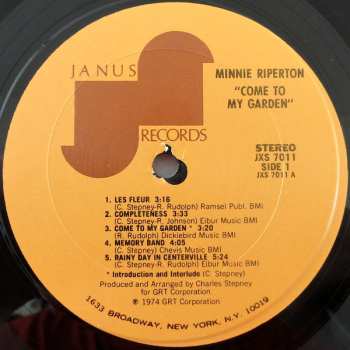 JANUS
RECORDS
MINNIE RIPERTON
"COME TO
MY GARDEN"
STEREO
JXS 7011
SIDE 1
JXS 7011 A
1. LES FLEUR 3:16
(C. Stepney-R. Rudolph) Ramsel Publ. BMI
2. COMPLETENESS 3:33
(C. Stepney-R. Johnson) Eibur Music BMI
3. COME TO MY GARDEN * 3:20
(R. Rudolph) Dicklebird Music BMI
4. MEMORY BAND 4:05
(C. Stepney) Chevis Music BMI
5. RAINY DAY IN CENTERVILLE 5:24
(C. Stepney-R. Rudolph) Eibur Music BMI
* Introduction and Interlude (C. Stepney)
Produced and Arranged by Charles Stepney
for GRT Corporation
℗ 1974 GRT Corporation
1633 BROADWAY, NEW YORK, N.Y. 10019